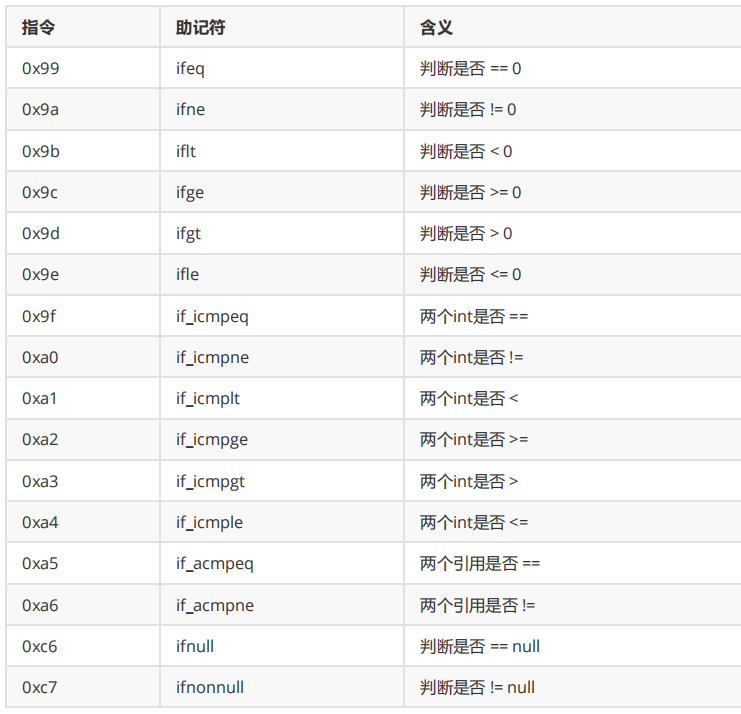 指令 助记符 含义
0x99 ifeq 判断是否 == 0
0x9a ifne 判断是否 != 0
0x9b iflt 判断是否 < 0
0x9c ifge 判断是否 >= 0
0x9d ifgt 判断是否 > 0
0x9e ifle 判断是否 <= 0
0x9f if_icmpeq 两个int是否 ==
0xa0 if_icmpne 两个int是否 !=
0xa1 if_icmplt 两个int是否 <
0xa2 if_icmpge 两个int是否 >=
0xa3 if_icmpgt 两个int是否 >
0xa4 if_icmple 两个int是否 <=
0xa5 if_acmpeq 两个引用是否 ==
0xa6 if_acmpne 两个引用是否 !=
0xc6 ifnull 判断是否 == null
0xc7 ifnonnull 判断是否 != null